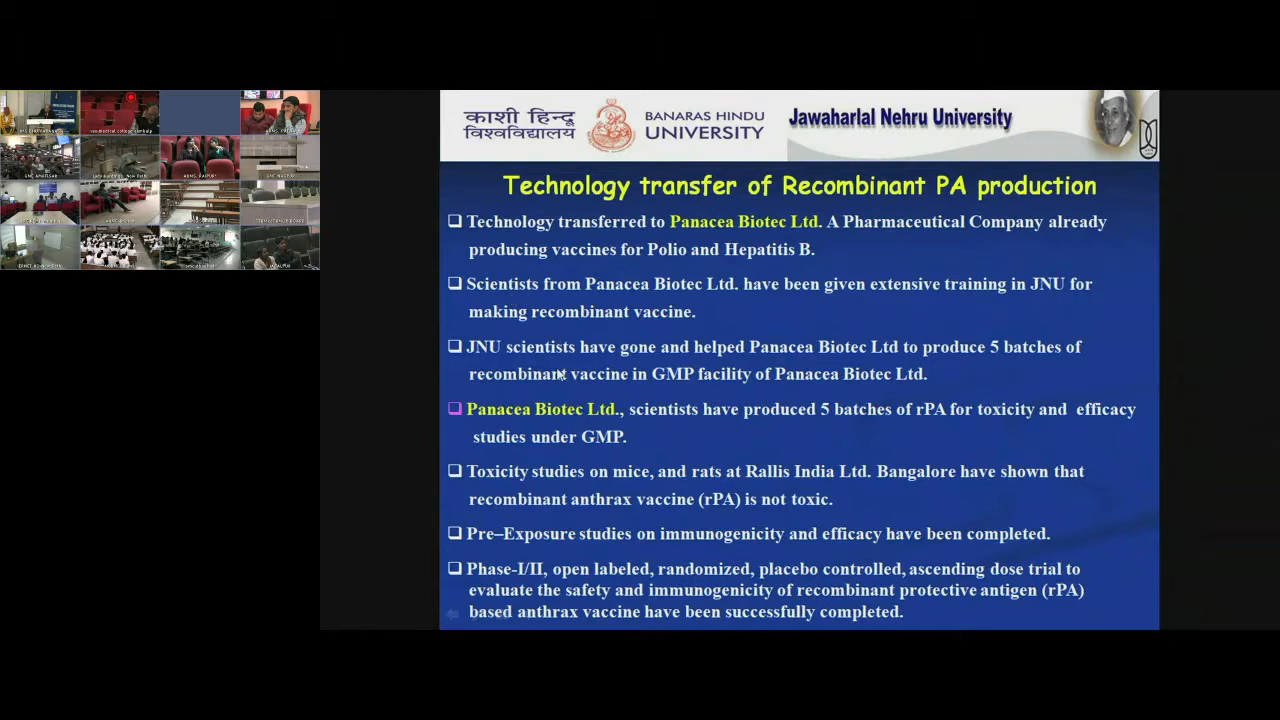 काशी हिन्दू
विश्वविद्यालय
BANARAS HINDU
UNIVERSITY
Jawaharlal Nehru University
Technology transfer of Recombinant PA production
❑ Technology transferred to Panacea Biotec Ltd. A Pharmaceutical Company already
producing vaccines for Polio and Hepatitis B.
❑ Scientists from Panacea Biotec Ltd. have been given extensive training in JNU for
making recombinant vaccine.
❑ JNU scientists have gone and helped Panacea Biotec Ltd to produce 5 batches of
recombinant vaccine in GMP facility of Panacea Biotec Ltd.
❑ Panacea Biotec Ltd., scientists have produced 5 batches of rPA for toxicity and efficacy
studies under GMP.
❑ Toxicity studies on mice, and rats at Rallis India Ltd. Bangalore have shown that
recombinant anthrax vaccine (rPA) is not toxic.
❑ Pre–Exposure studies on immunogenicity and efficacy have been completed.
❑ Phase-I/II, open labeled, randomized, placebo controlled, ascending dose trial to
evaluate the safety and immunogenicity of recombinant protective antigen (rPA)
based anthrax vaccine have been successfully completed.